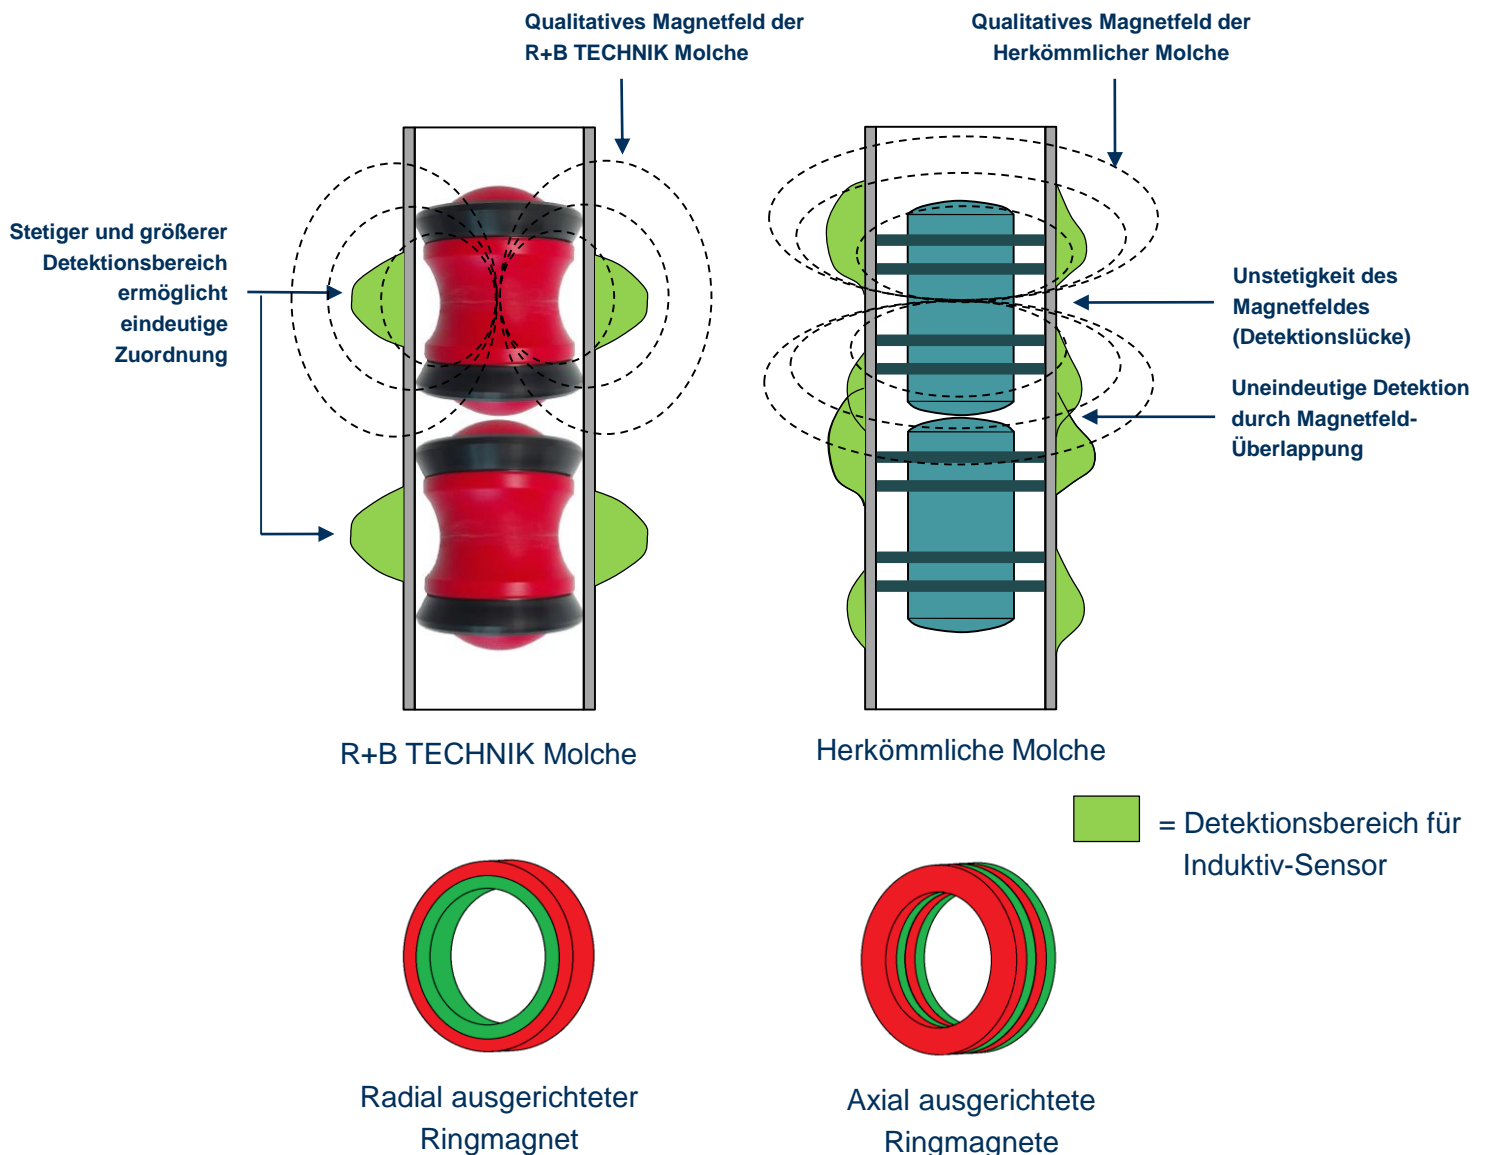 Qualitatives Magnetfeld der
R+B TECHNIK Molche
Qualitatives Magnetfeld der
Herkömmlicher Molche
Stetiger und größerer
Detektionsbereich
ermöglicht
eindeutige
Zuordnung
Unstetigkeit des
Magnetfeldes
(Detektionslücke)
Uneindeutige Detektion
durch Magnetfeld-
Überlappung
R+B TECHNIK Molche
Herkömmliche Molche
= Detektionsbereich für
Induktiv-Sensor
Radial ausgerichteter
Ringmagnet
Axial ausgerichtete
Ringmagnete